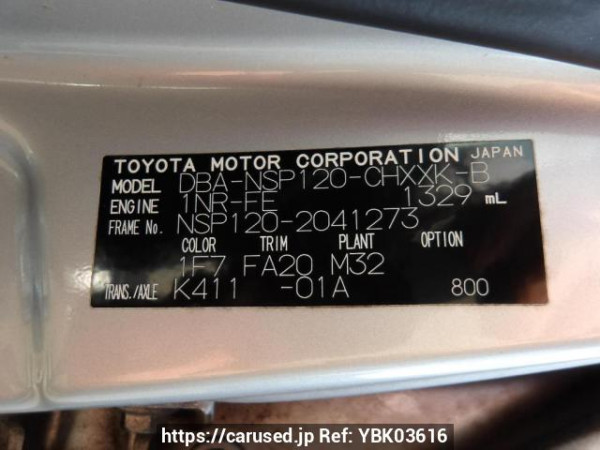 TOYOTA MOTOR CORPORATION JAPAN
MODEL DBA-NSP120-CHXXK-B
ENGINE 1NR-FE 1329 mL
FRAME No. NSP120-2041273
COLOR TRIM PLANT OPTION
1F7 FA20 M32
TRANS./AXLE K411 -01A 800
https://carused.jp Ref: YBK03616